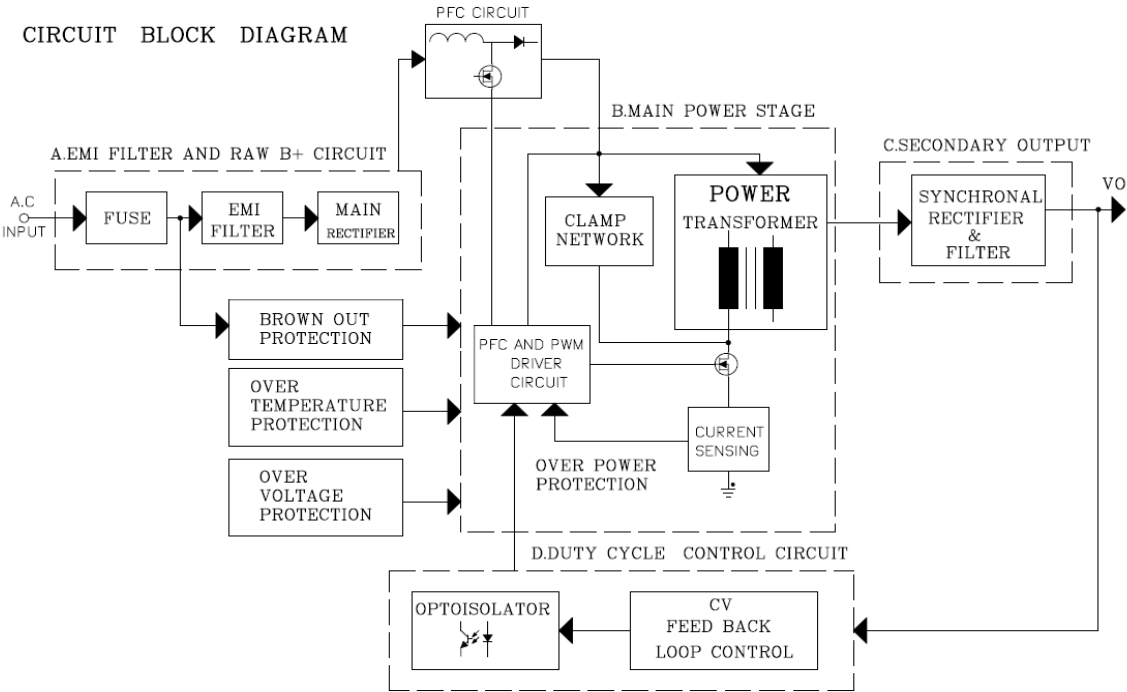 PFC CIRCUIT
CIRCUIT BLOCK DIAGRAM
B.MAIN POWER STAGE
A.EMI FILTER AND RAW B+ CIRCUIT
C.SECONDARY OUTPUT
A.C
INPUT
FUSE
EMI
FILTER
MAIN
RECTIFIER
CLAMP
NETWORK
POWER
TRANSFORMER
SYNCHRONAL
RECTIFIER
&
FILTER
VO
BROWN OUT
PROTECTION
PFC AND PWM
DRIVER
CIRCUIT
OVER
TEMPERATURE
PROTECTION
CURRENT
SENSING
OVER POWER
PROTECTION
OVER
VOLTAGE
PROTECTION
D.DUTY CYCLE CONTROL CIRCUIT
OPTOISOLATOR
CV
FEED BACK
LOOP CONTROL